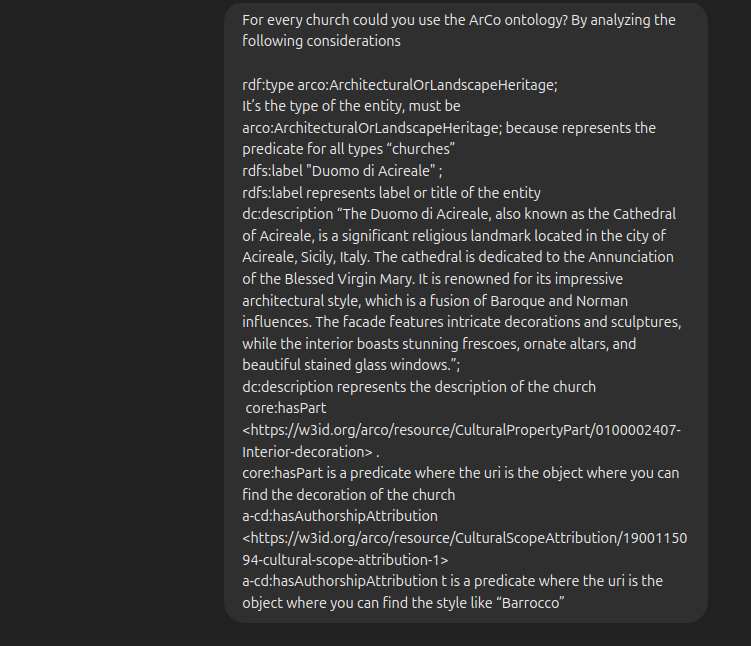 For every church could you use the ArCo ontology? By analyzing the
following considerations
rdf:type arco:ArchitecturalOrLandscapeHeritage;
It’s the type of the entity, must be
arco:ArchitecturalOrLandscapeHeritage; because represents the
predicate for all types “churches”
rdfs:label "Duomo di Acireale" ;
rdfs:label represents label or title of the entity
dc:description “The Duomo di Acireale, also known as the Cathedral
of Acireale, is a significant religious landmark located in the city of
Acireale, Sicily, Italy. The cathedral is dedicated to the Annunciation
of the Blessed Virgin Mary. It is renowned for its impressive
architectural style, which is a fusion of Baroque and Norman
influences. The facade features intricate decorations and sculptures,
while the interior boasts stunning frescoes, ornate altars, and
beautiful stained glass windows.”;
dc:description represents the description of the church
core:hasPart
<https://w3id.org/arco/resource/CulturalPropertyPart/0100002407-
Interior-decoration> .
core:hasPart is a predicate where the uri is the object where you can
find the decoration of the church
a-cd:hasAuthorshipAttribution
<https://w3id.org/arco/resource/CulturalScopeAttribution/19001150
94-cultural-scope-attribution-1>
a-cd:hasAuthorshipAttribution t is a predicate where the uri is the
object where you can find the style like “Barrocco”